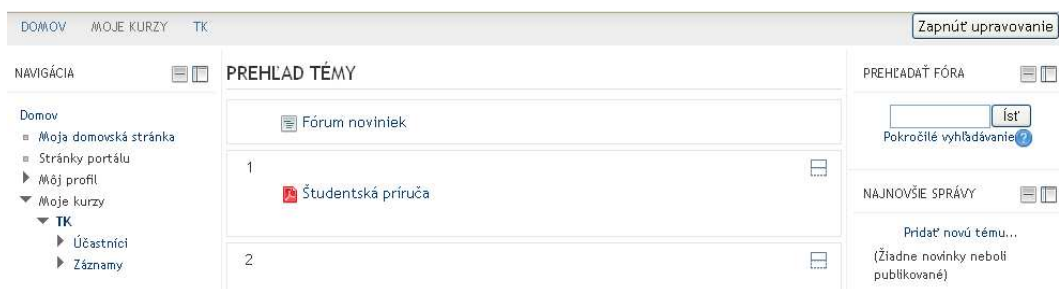 DOMOV MOJE KURZY TK
Zapnúť upravovanie
NAVIGÁCIA
Domov
Moja domovská stránka
Stránky portálu
Môj profil
Moje kurzy
TK
Účastníci
Záznamy
PREHĽAD TÉMY
Fórum noviniek
1
Študentská príruča
2
PREHĽADAŤ FÓRA
Ísť
Pokročilé vyhľadávanie
NAJNOVŠIE SPRÁVY
Pridať novú tému...
(Žiadne novinky neboli
publikované)